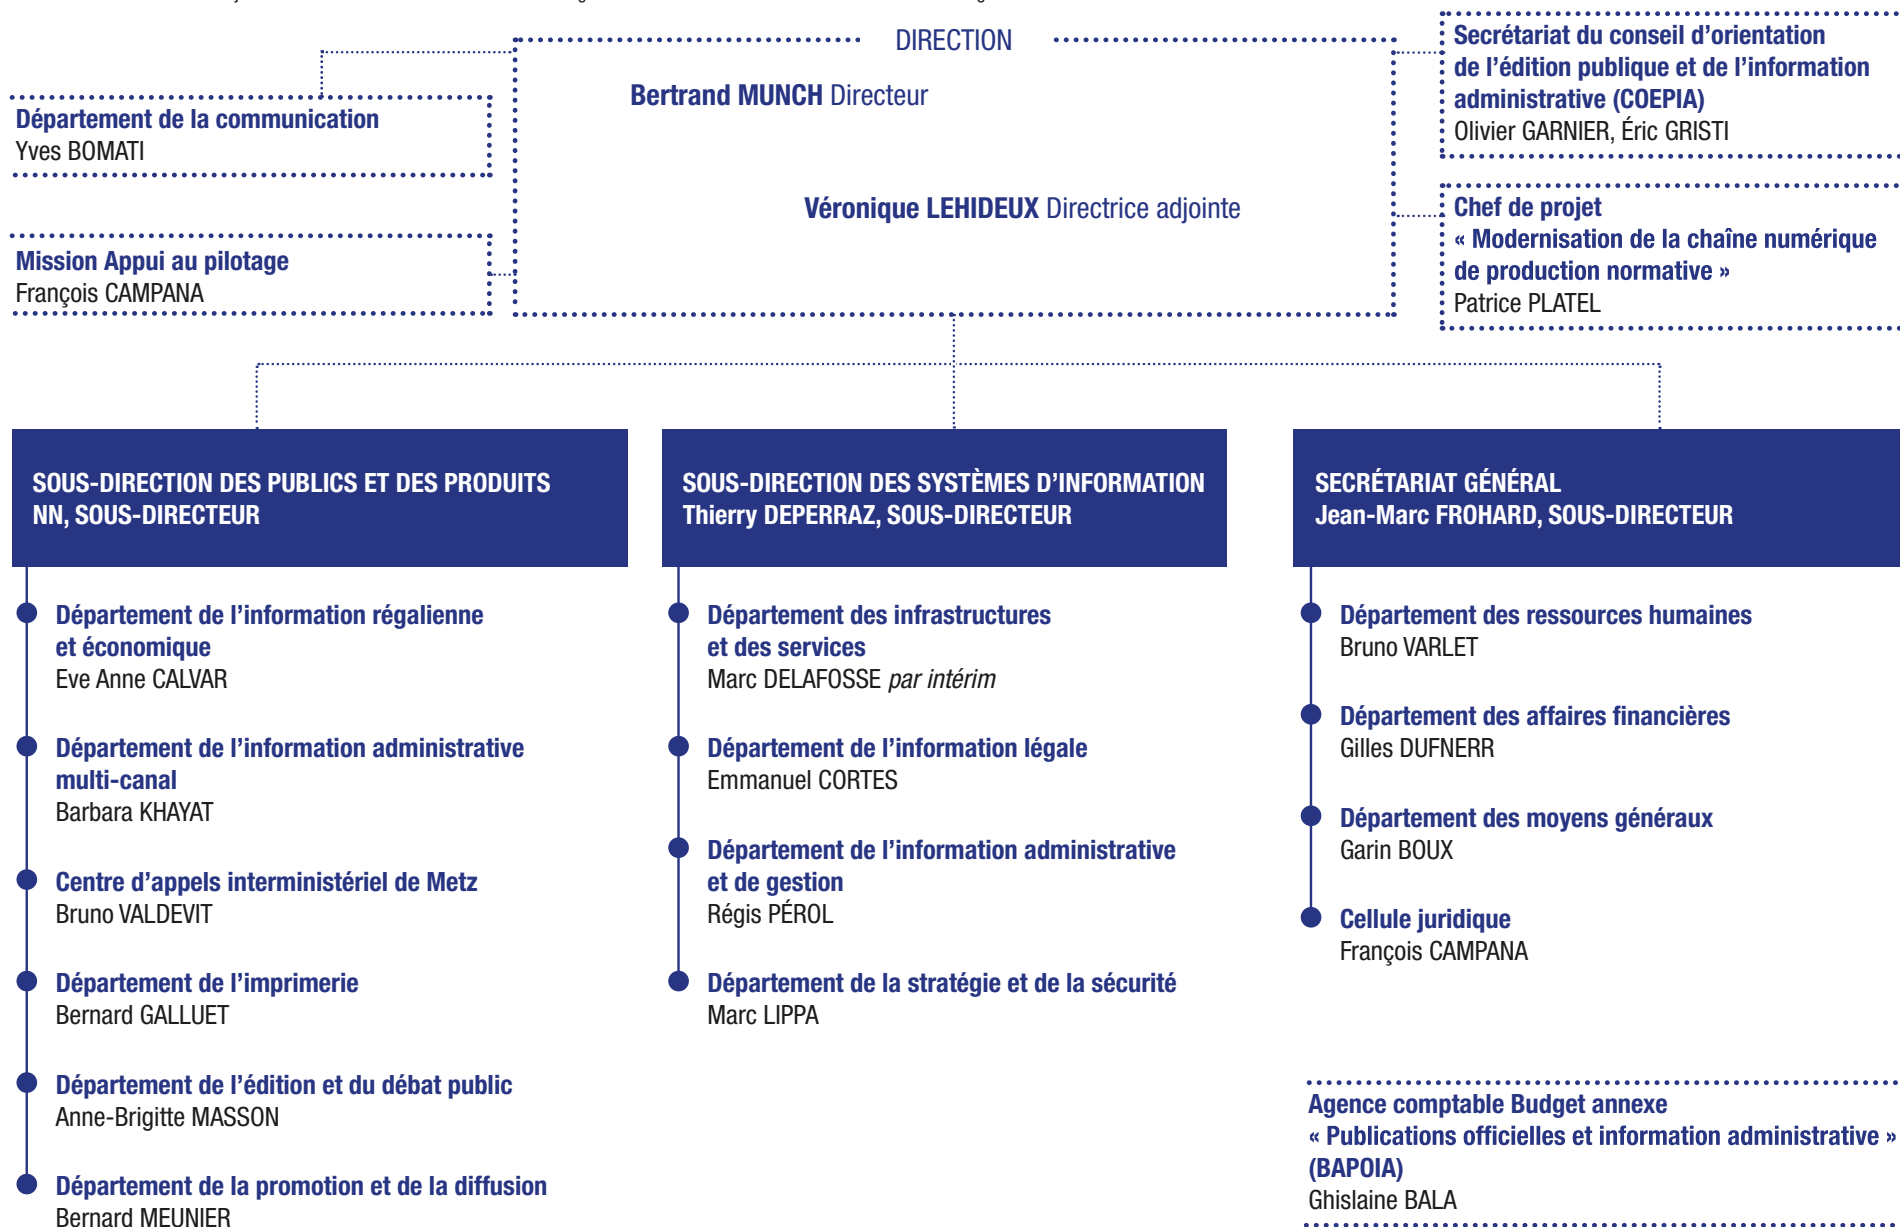 DIRECTION
Bertrand MUNCH Directeur
Véronique LEHIDEUX Directrice adjointe
Département de la communication
Yves BOMATI
Mission Appui au pilotage
François CAMPANA
Secrétariat du conseil d’orientation
de l’édition publique et de l’information
administrative (COEPIA)
Olivier GARNIER, Éric GRISTI
Chef de projet
« Modernisation de la chaîne numérique
de production normative »
Patrice PLATEL
SOUS-DIRECTION DES PUBLICS ET DES PRODUITS
NN, SOUS-DIRECTEUR
Département de l’information régalienne
et économique
Eve Anne CALVAR
Département de l’information administrative
multi-canal
Barbara KHAYAT
Centre d’appels interministériel de Metz
Bruno VALDEVIT
Département de l’imprimerie
Bernard GALLUET
Département de l’édition et du débat public
Anne-Brigitte MASSON
Département de la promotion et de la diffusion
Bernard MEUNIER
SOUS-DIRECTION DES SYSTÈMES D’INFORMATION
Thierry DEPERRAZ, SOUS-DIRECTEUR
Département des infrastructures
et des services
Marc DELAFOSSE par intérim
Département de l’information légale
Emmanuel CORTES
Département de l’information administrative
et de gestion
Régis PÉROL
Département de la stratégie et de la sécurité
Marc LIPPA
SECRÉTARIAT GÉNÉRAL
Jean-Marc FROHARD, SOUS-DIRECTEUR
Département des ressources humaines
Bruno VARLET
Département des affaires financières
Gilles DUFNERR
Département des moyens généraux
Garin BOUX
Cellule juridique
François CAMPANA
Agence comptable Budget annexe
« Publications officielles et information administrative »
(BAPOIA)
Ghislaine BALA